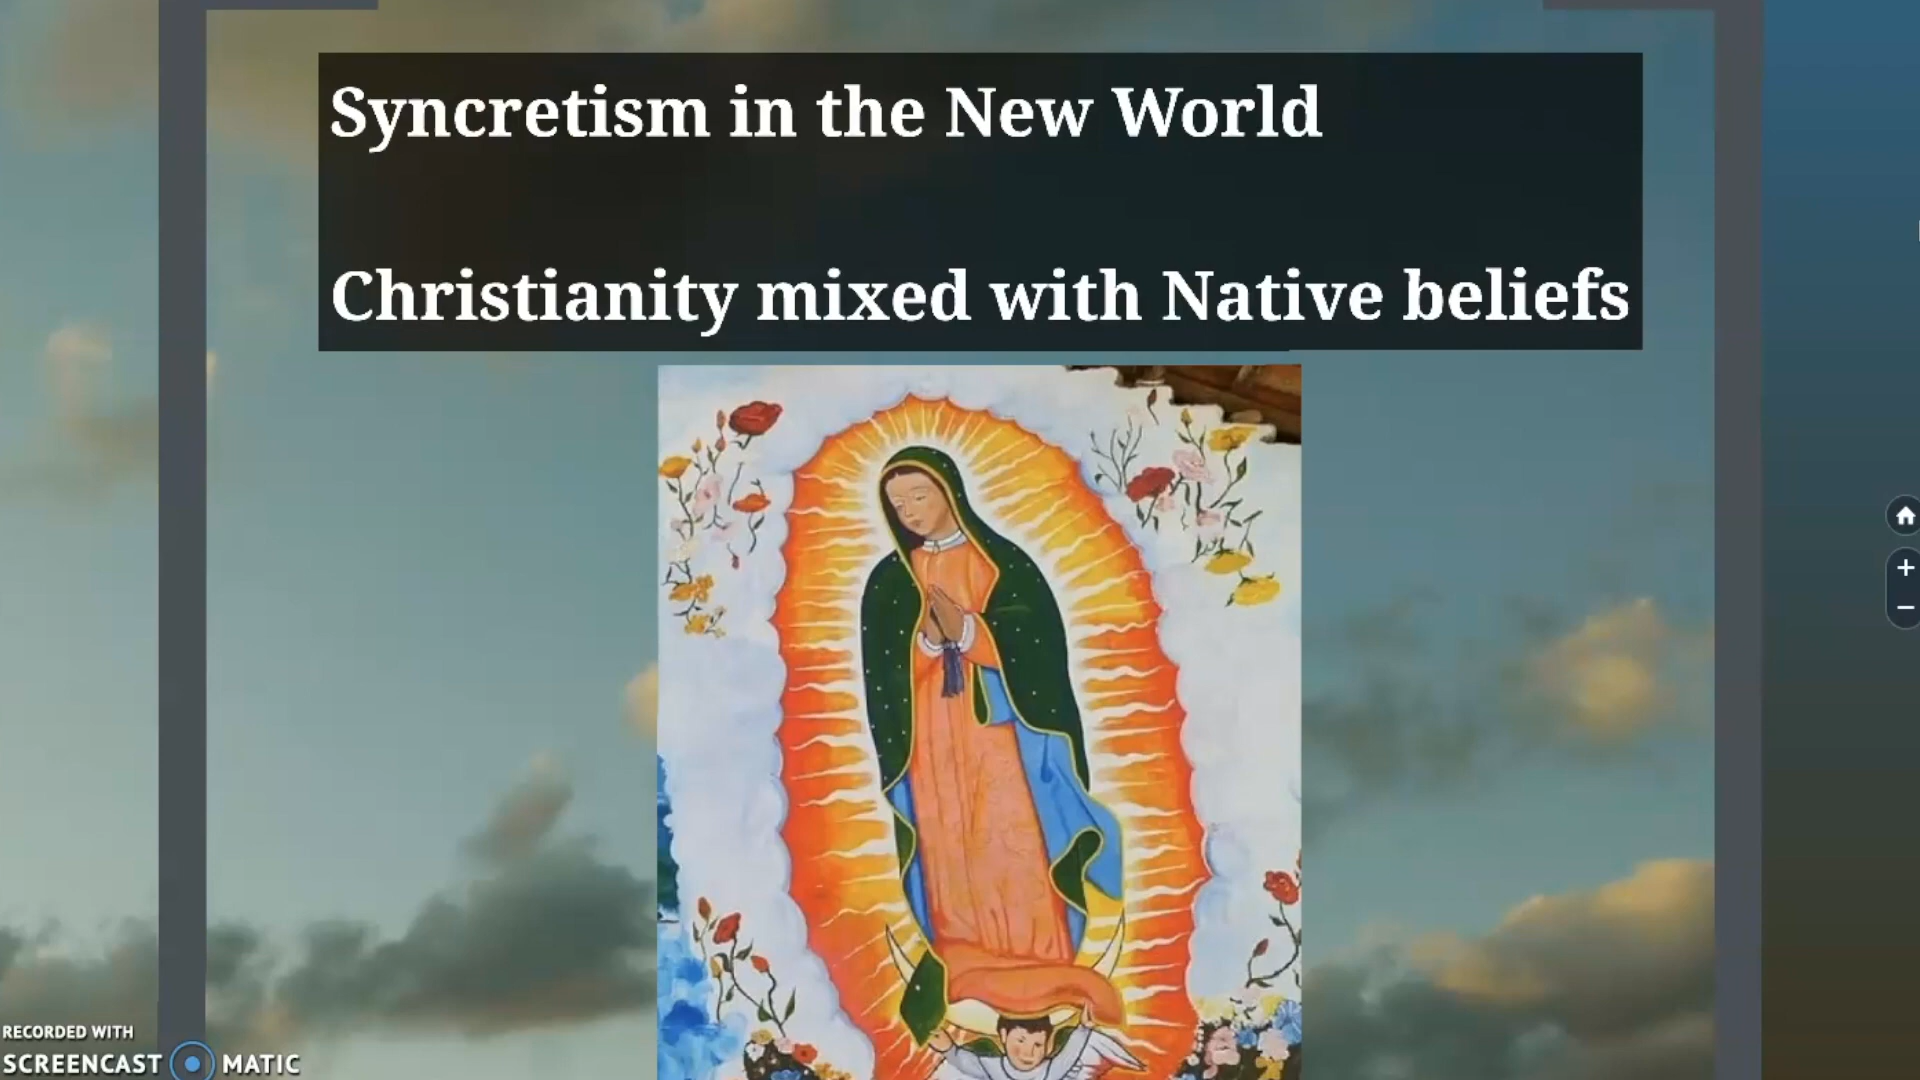 Syncretism in the New World
Christianity mixed with Native beliefs
RECORDED WITH
SCREENCAST MATIC